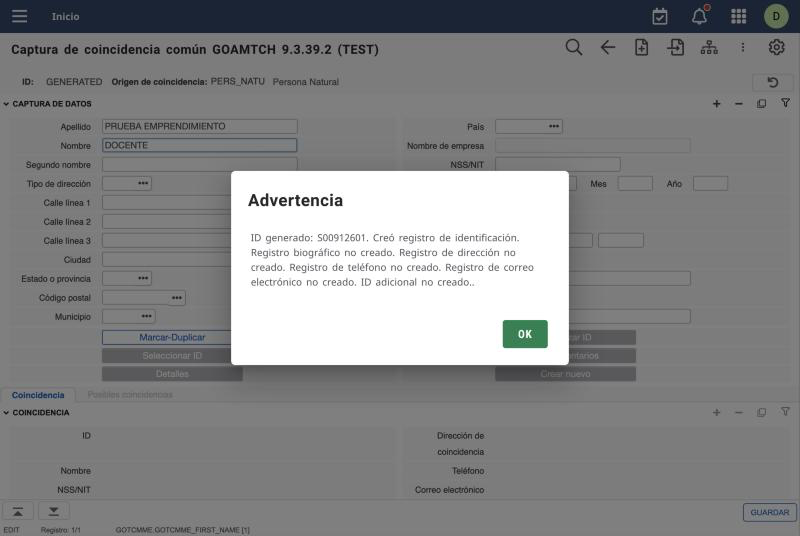 Inicio
D
Captura de coincidencia común GOAMTCH 9.3.39.2 (TEST)
ID: GENERATED Origen de coincidencia: PERS_NATU Persona Natural
CAPTURA DE DATOS
Apellido PRUEBA EMPRENDIMIENTO País
Nombre DOCENTE Nombre de empresa
Segundo nombre NSS/NIT
Tipo de dirección Mes Año
Calle línea 1
Calle línea 2
Calle línea 3
Ciudad
Estado o provincia
Código postal
Municipio
Advertencia
ID generado: S00912601. Creó registro de identificación.
Registro biográfico no creado. Registro de dirección no
creado. Registro de teléfono no creado. Registro de correo
electrónico no creado. ID adicional no creado..
OK
Marcar-Duplicar ID
Seleccionar ID
Detalles Crear nuevo
Coincidencia Posibles coincidencias
COINCIDENCIA
ID Dirección de
coincidencia
Nombre Teléfono
NSS/NIT Correo electrónico
GUARDAR
EDIT Registro: 1/1 GOTCMME.GOTCMME_FIRST_NAME [1]